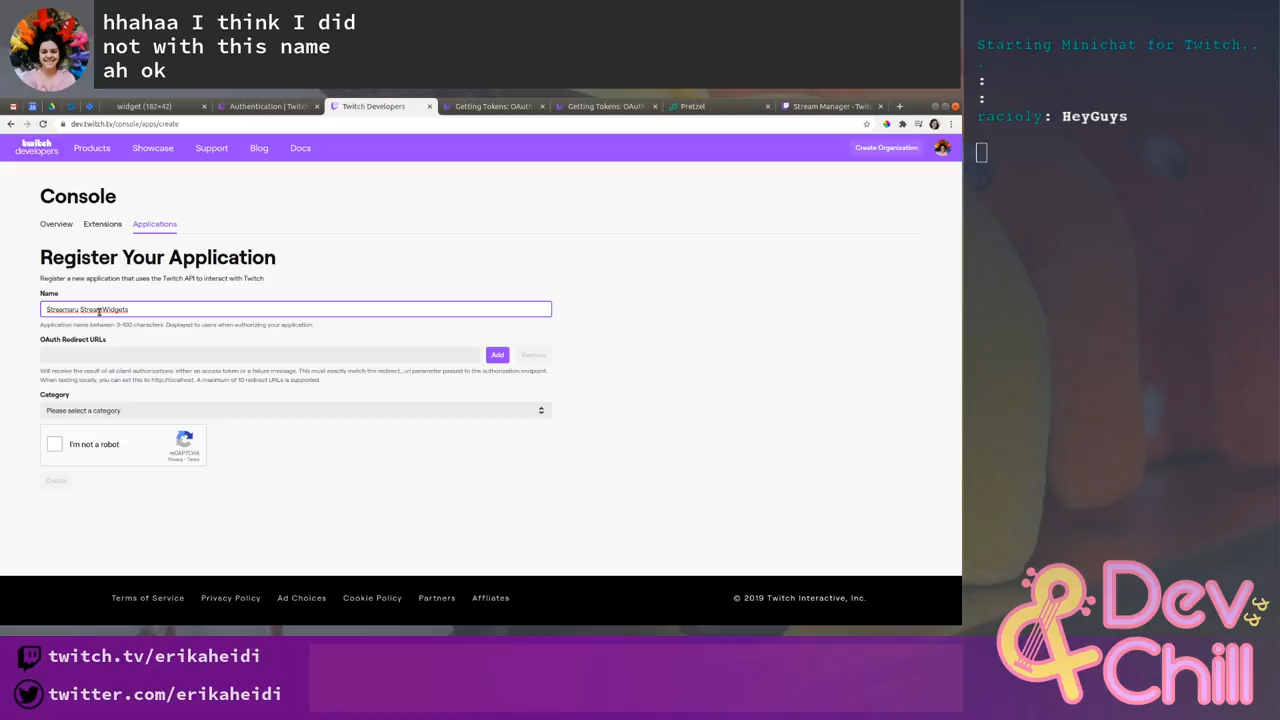 hhahaa I think I did
not with this name
ah ok
Starting Minichat for Twitch..
.
:
:
racioly: HeyGuys
widget (182×42)
Authentication | Twitch
Twitch Developers
Getting Tokens: OAuth
Getting Tokens: OAuth
Pretzel
Stream Manager - Twitch
dev.twitch.tv/console/apps/create
twitch
developers
Products
Showcase
Support
Blog
Docs
Create Organization
Console
Overview
Extensions
Applications
Register Your Application
Register a new application that uses the Twitch API to interact with Twitch
Name
Streamaru StreamWidgets
Application name between 3-100 characters. Displayed to users when authorizing your application.
OAuth Redirect URLs
Add
Remove
Will receive the result of all client authorizations: either an access token or a failure message. This must exactly match the redirect_uri parameter passed to the authorization endpoint.
When testing locally, you can set this to http://localhost. A maximum of 10 redirect URLs is supported.
Category
Please select a category
I'm not a robot
reCAPTCHA
Privacy - Terms
Create
Terms of Service
Privacy Policy
Ad Choices
Cookie Policy
Partners
Affliates
© 2019 Twitch Interactive, Inc.
twitch.tv/erikaheidi
twitter.com/erikaheidi
Dev
& Chill